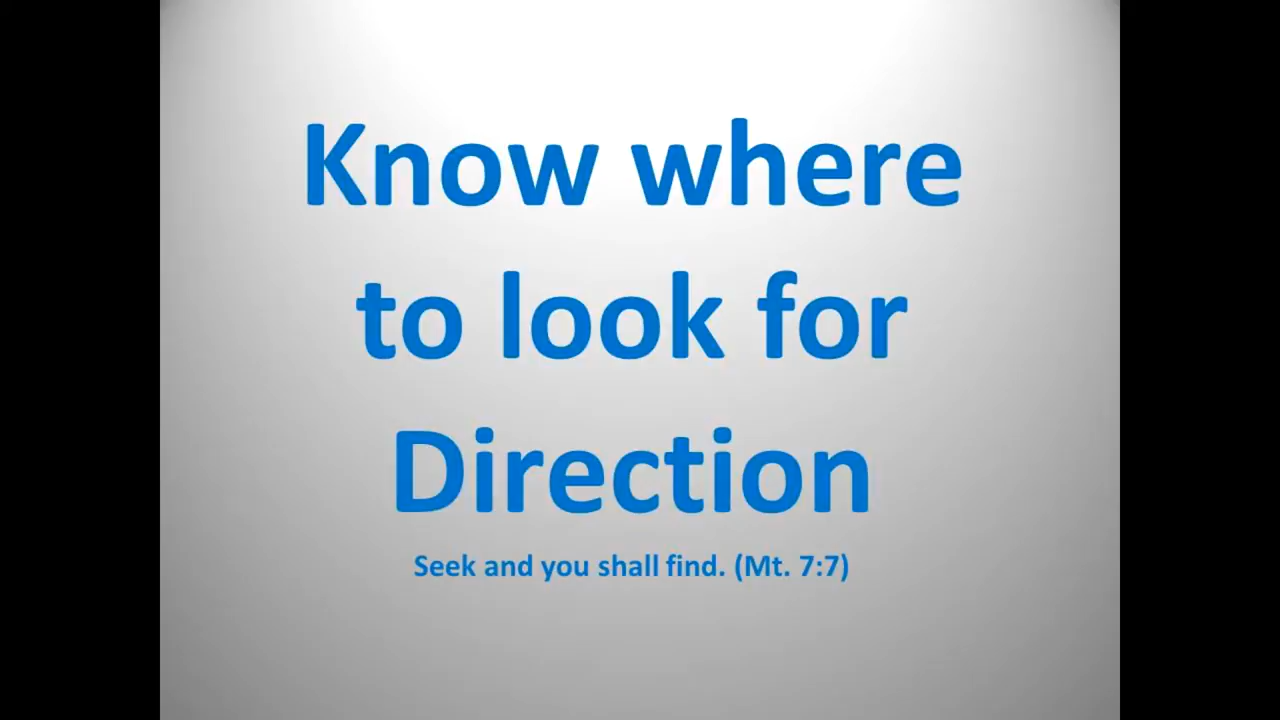 Know where
to look for
Direction
Seek and you shall find. (Mt. 7:7)